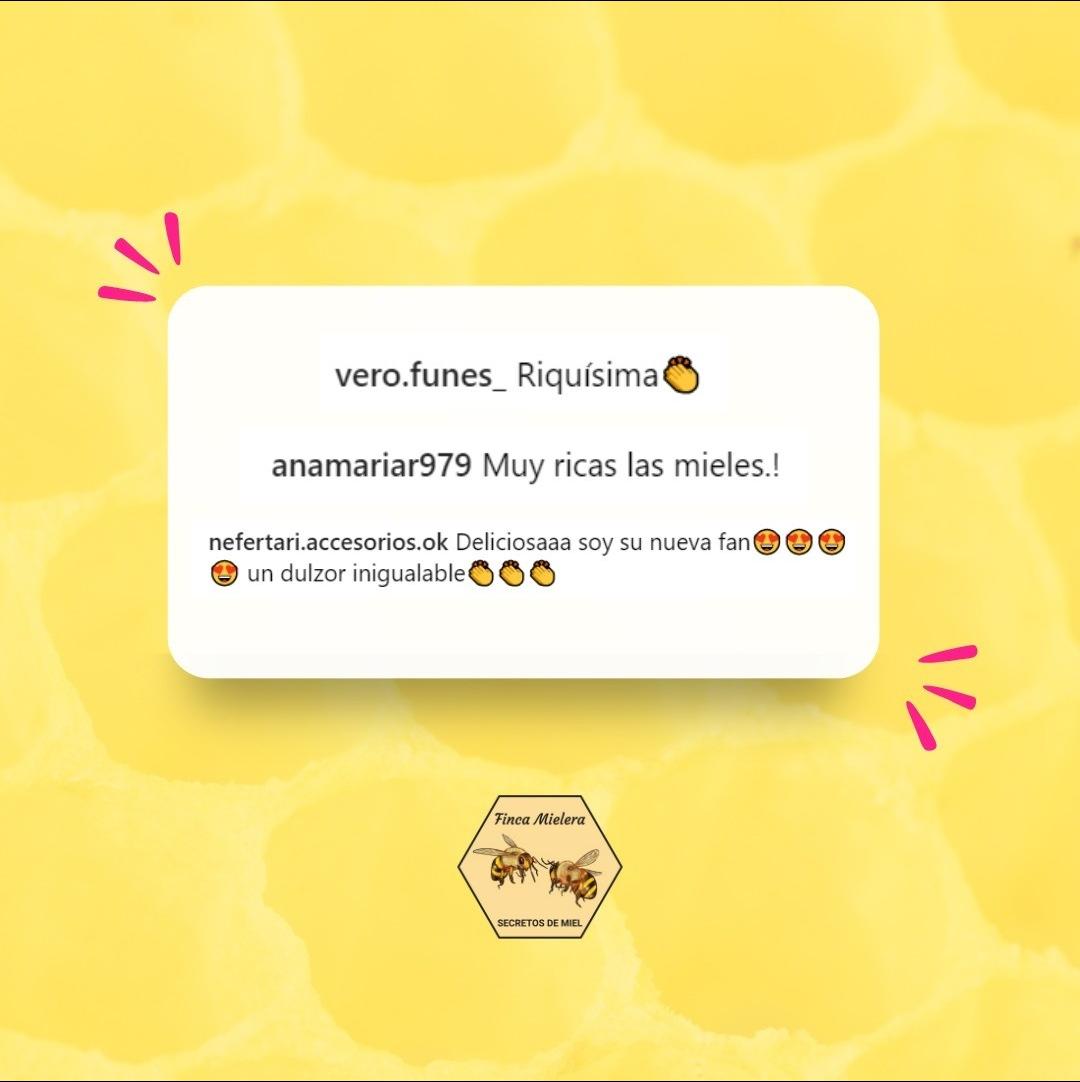 vero.funes_ Riquísima👏
anamariar979 Muy ricas las mieles.!
nefertari.accesorios.ok Deliciosaaa soy su nueva fan😍😍😍
😍 un dulzor inigualable👏👏👏
Finca Mielera
SECRETOS DE MIEL